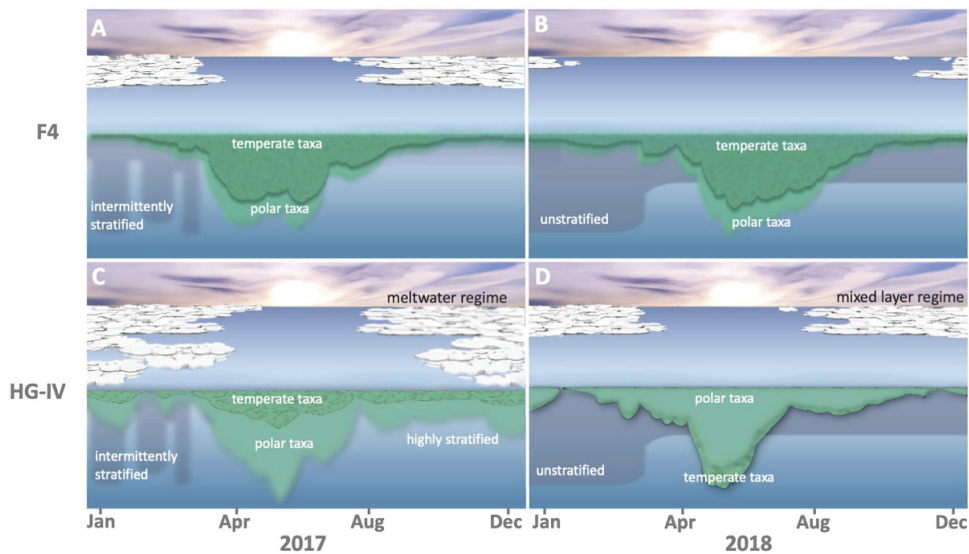 A
B
F4
temperate taxa
polar taxa
intermittently
stratified
temperate taxa
polar taxa
unstratified
C
meltwater regime
D
mixed layer regime
HG-IV
temperate taxa
polar taxa
highly stratified
intermittently
stratified
polar taxa
temperate taxa
unstratified
Jan Apr Aug Dec
2017
Jan Apr Aug Dec
2018